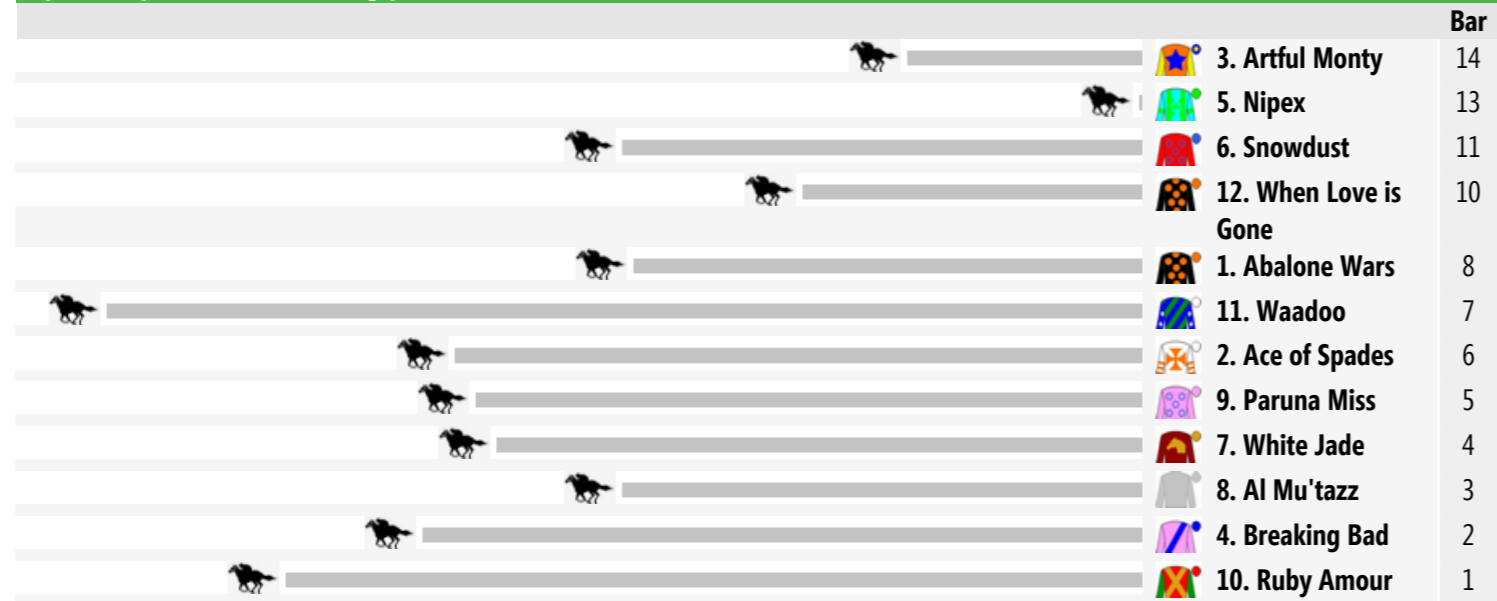 Bar
3. Artful Monty 14
5. Nipex 13
6. Snowdust 11
12. When Love is 10
Gone
1. Abalone Wars 8
11. Waadoo 7
2. Ace of Spades 6
9. Paruna Miss 5
7. White Jade 4
8. Al Mu'tazz 3
4. Breaking Bad 2
10. Ruby Amour 1